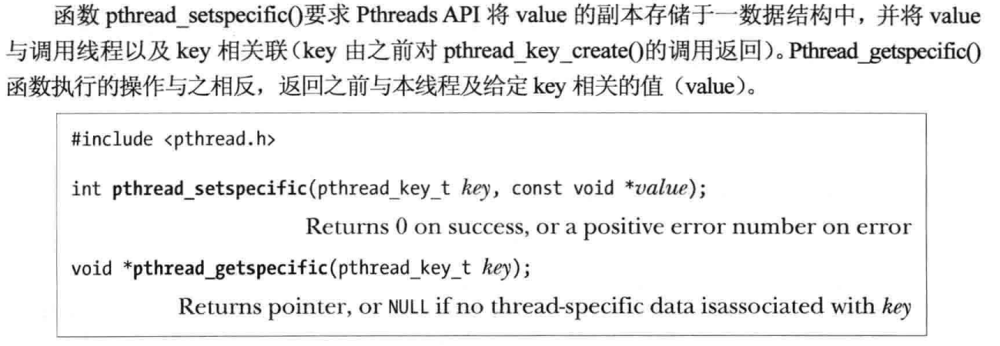 函数 pthread_setspecific()要求 Pthreads API 将 value 的副本存储于一数据结构中，并将 value
与调用线程以及 key 相关联（key 由之前对 pthread_key_create()的调用返回）。Pthread_getspecific()
函数执行的操作与之相反，返回之前与本线程及给定 key 相关的值（value）。
#include <pthread.h>
int pthread_setspecific(pthread_key_t key, const void *value);
Returns 0 on success, or a positive error number on error
void *pthread_getspecific(pthread_key_t key);
Returns pointer, or NULL if no thread-specific data isassociated with key